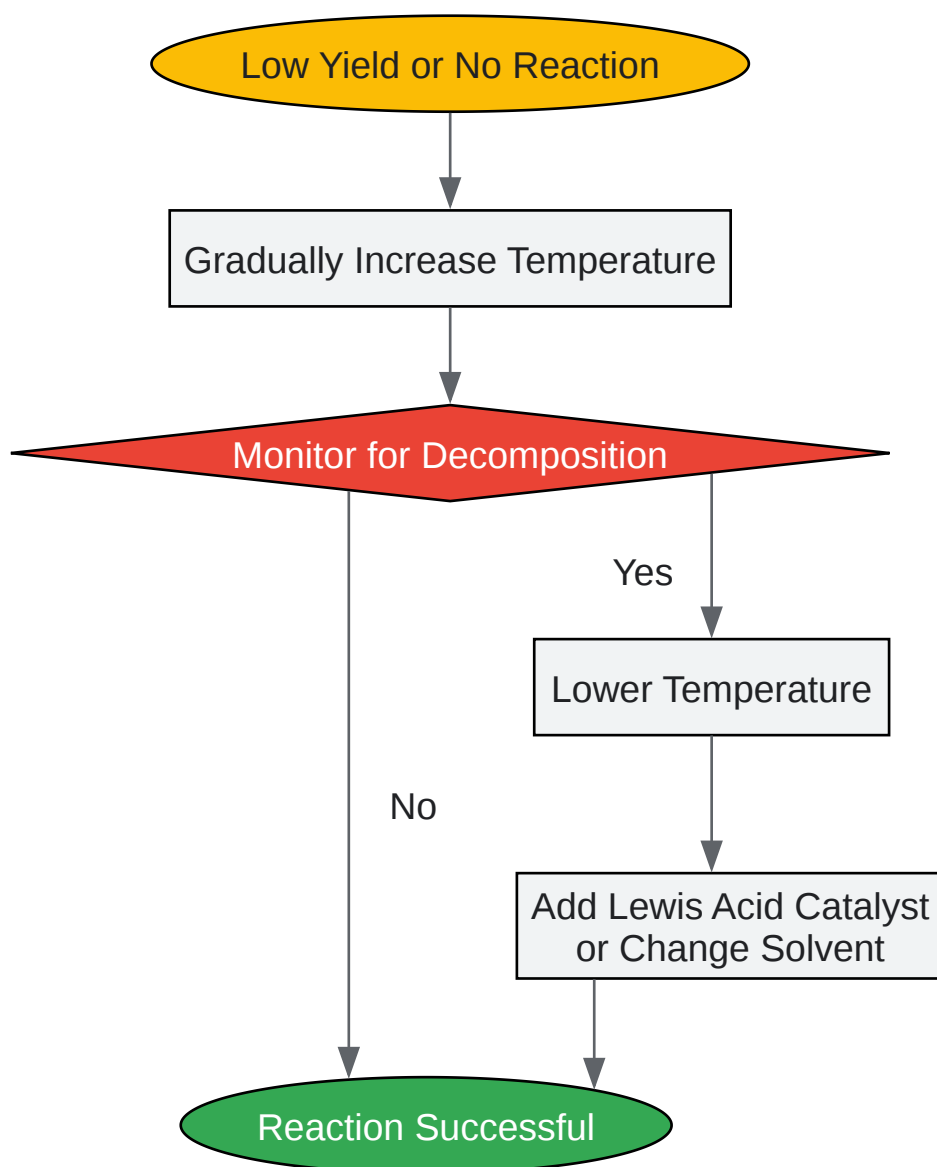 Low Yield or No Reaction
Gradually Increase Temperature
Monitor for Decomposition
Yes
Lower Temperature
No
Add Lewis Acid Catalyst
or Change Solvent
Reaction Successful